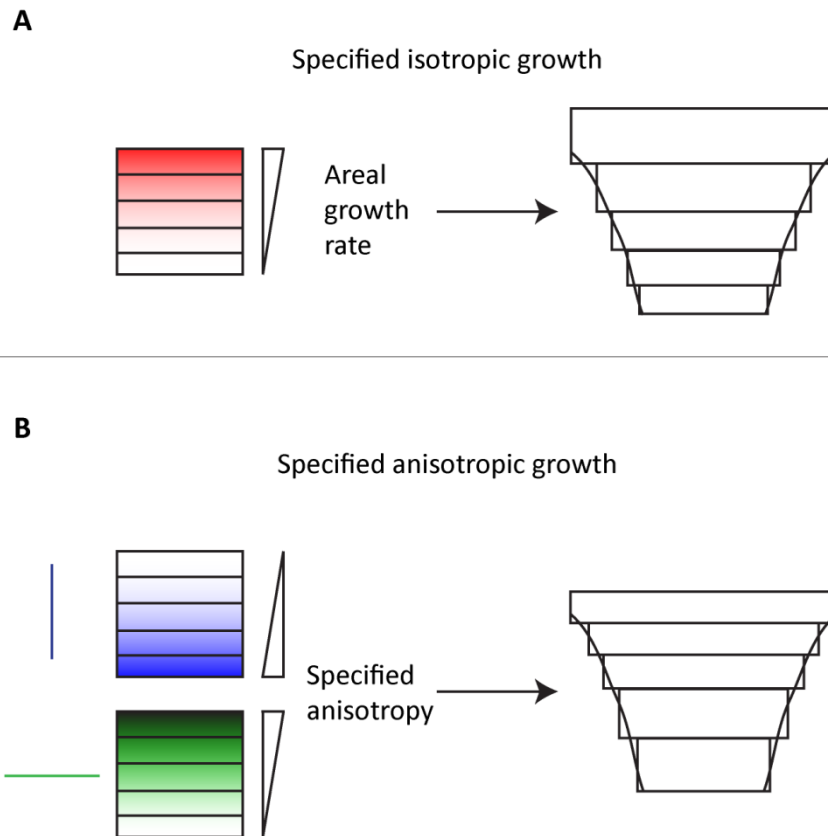 A
Specified isotropic growth
Areal
growth
rate
B
Specified anisotropic growth
Specified
anisotropy